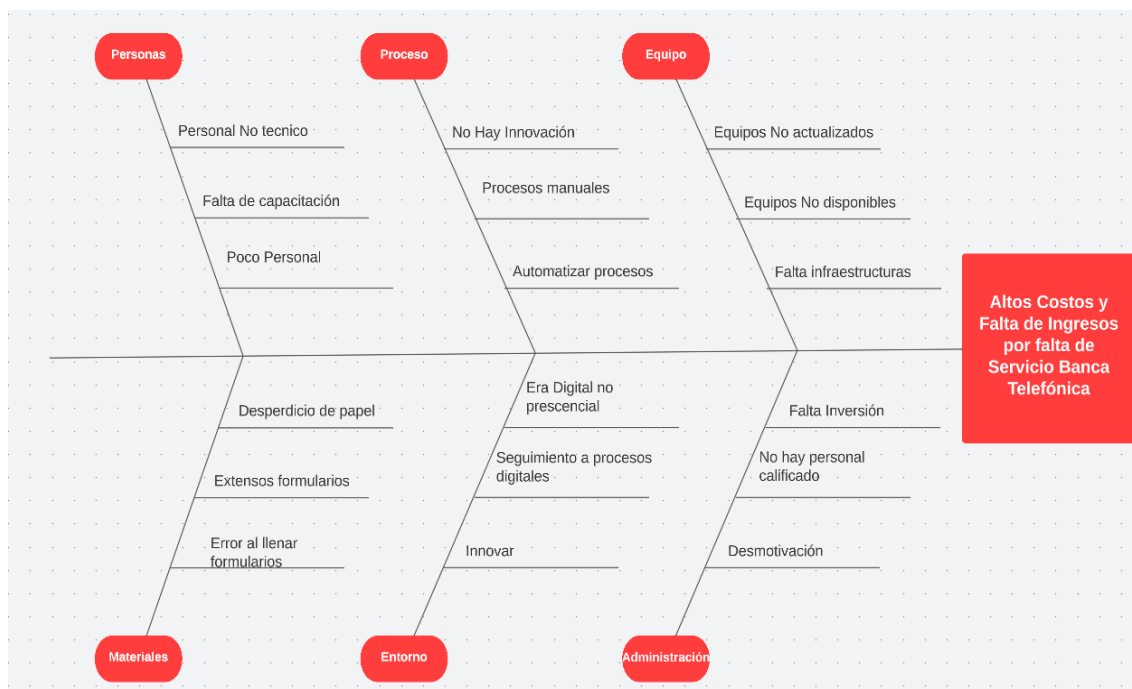 Personas
Proceso
Equipo
Personal No tecnico
No Hay Innovación
Equipos No actualizados
Falta de capacitación
Procesos manuales
Equipos No disponibles
Poco Personal
Automatizar procesos
Falta infraestructuras
Altos Costos y
Falta de Ingresos
por falta de
Servicio Banca
Telefónica
Desperdicio de papel
Era Digital no
prescencial
Falta Inversión
Extensos formularios
Seguimiento a procesos
digitales
No hay personal
calificado
Error al llenar
formularios
Innovar
Desmotivación
Materiales
Entorno
Administración